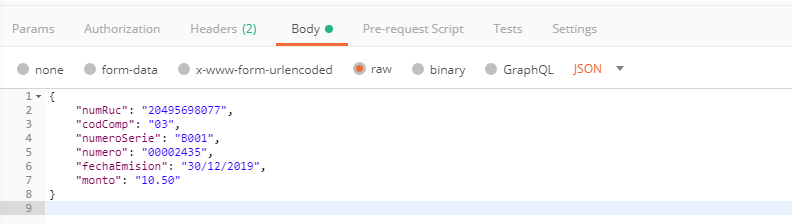 Params Authorization Headers (2) Body Pre-request Script Tests Settings
none form-data x-www-form-urlencoded raw binary GraphQL JSON
1 {
2 "numRuc": "20495698077",
3 "codComp": "03",
4 "numeroSerie": "B001",
5 "numero": "00002435",
6 "fechaEmision": "30/12/2019",
7 "monto": "10.50"
8 }
9